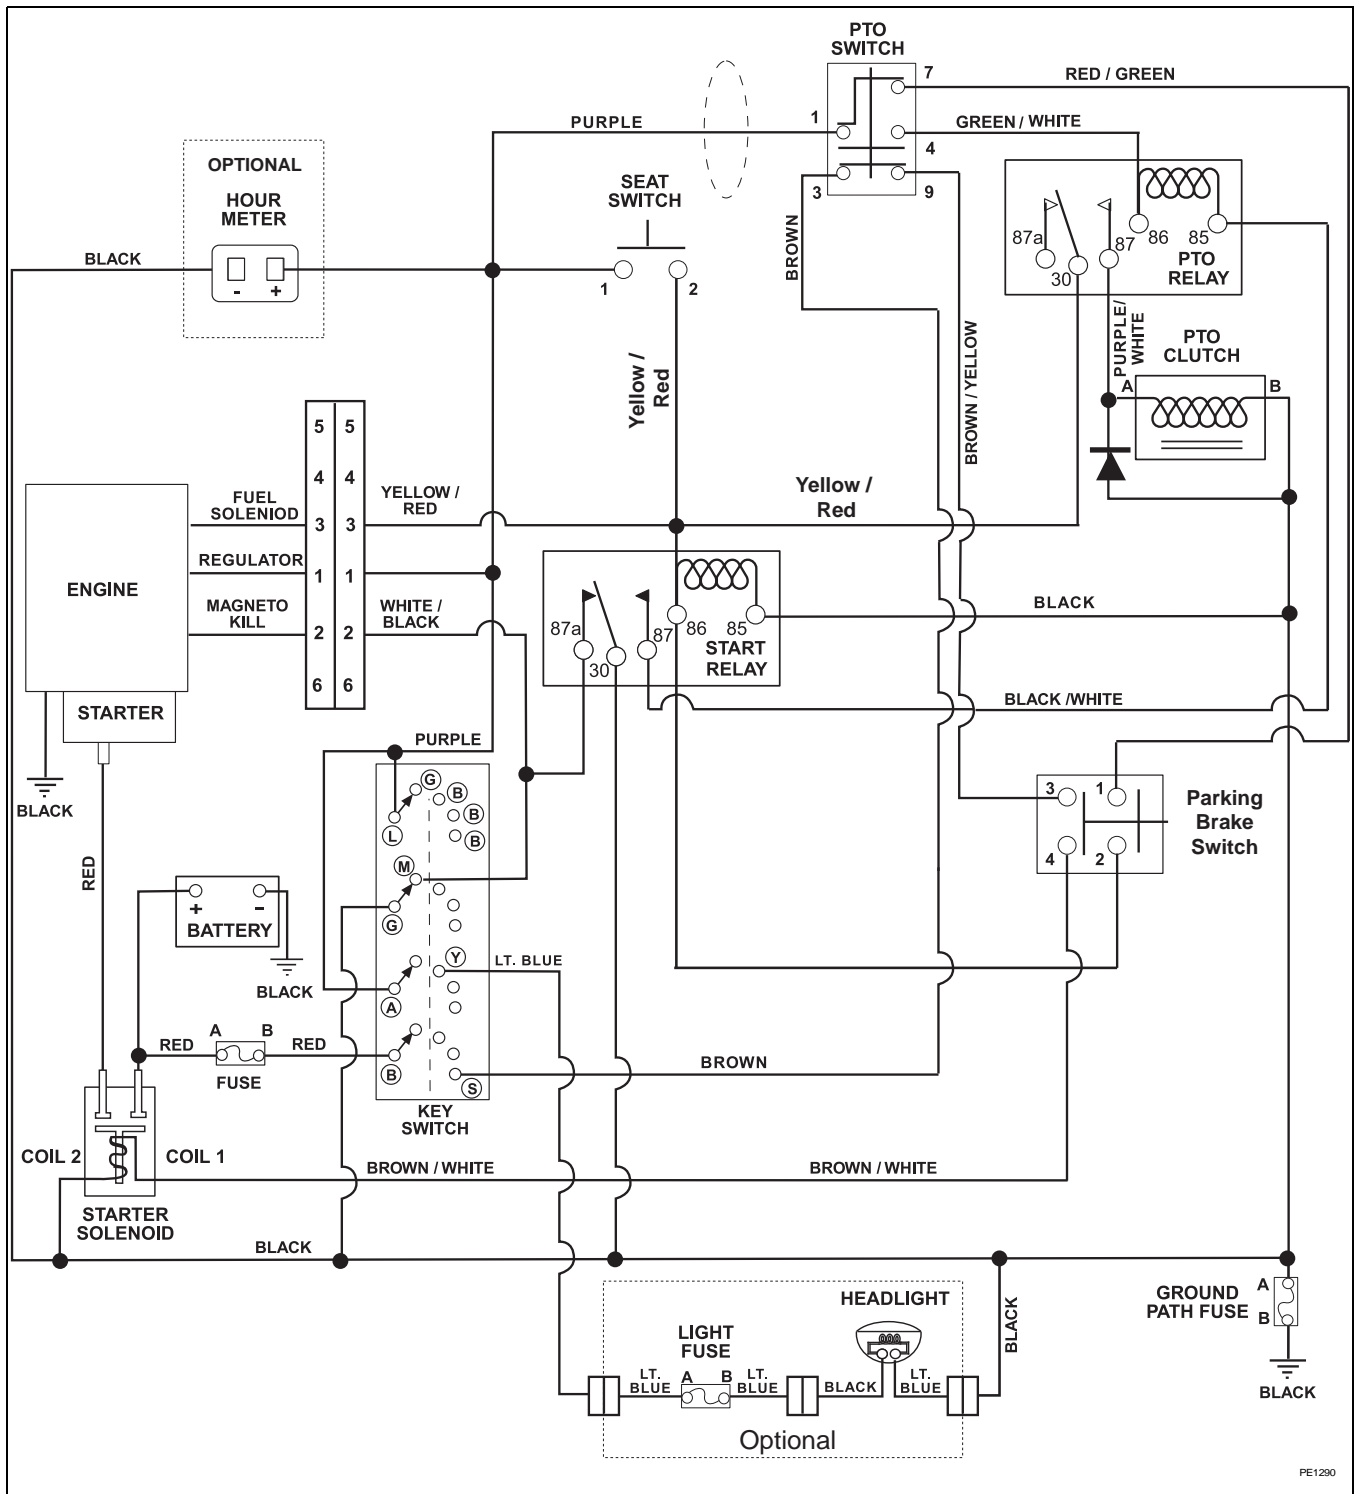 PTO
SWITCH
7
RED / GREEN
1
PURPLE
GREEN / WHITE
4
3
9
OPTIONAL
HOUR
METER
- +
BLACK
SEAT
SWITCH
1
2
BROWN
BROWN / YELLOW
87a
30
87
86
85
PTO
RELAY
PURPLE/
WHITE
PTO
CLUTCH
A
B
Yellow /
Red
Yellow /
Red
5 5
4 4
3 3
1 1
2 2
6 6
ENGINE
FUEL
SOLENIOD
REGULATOR
MAGNETO
KILL
YELLOW /
RED
WHITE /
BLACK
87a
30
87
86
85
START
RELAY
BLACK
BLACK /WHITE
STARTER
BLACK
RED
PURPLE
G
B
B
B
L
M
G
Y
A
B
S
KEY
SWITCH
LT. BLUE
3
1
4
2
Parking
Brake
Switch
+ -
BATTERY
BLACK
RED
A B
RED
FUSE
BROWN
COIL 2
COIL 1
BROWN / WHITE
BROWN / WHITE
STARTER
SOLENOID
BLACK
HEADLIGHT
LIGHT
FUSE
LT.
BLUE
A B
LT.
BLUE
BLACK
LT.
BLUE
BLACK
Optional
GROUND
PATH FUSE
A
B
BLACK
PE1290